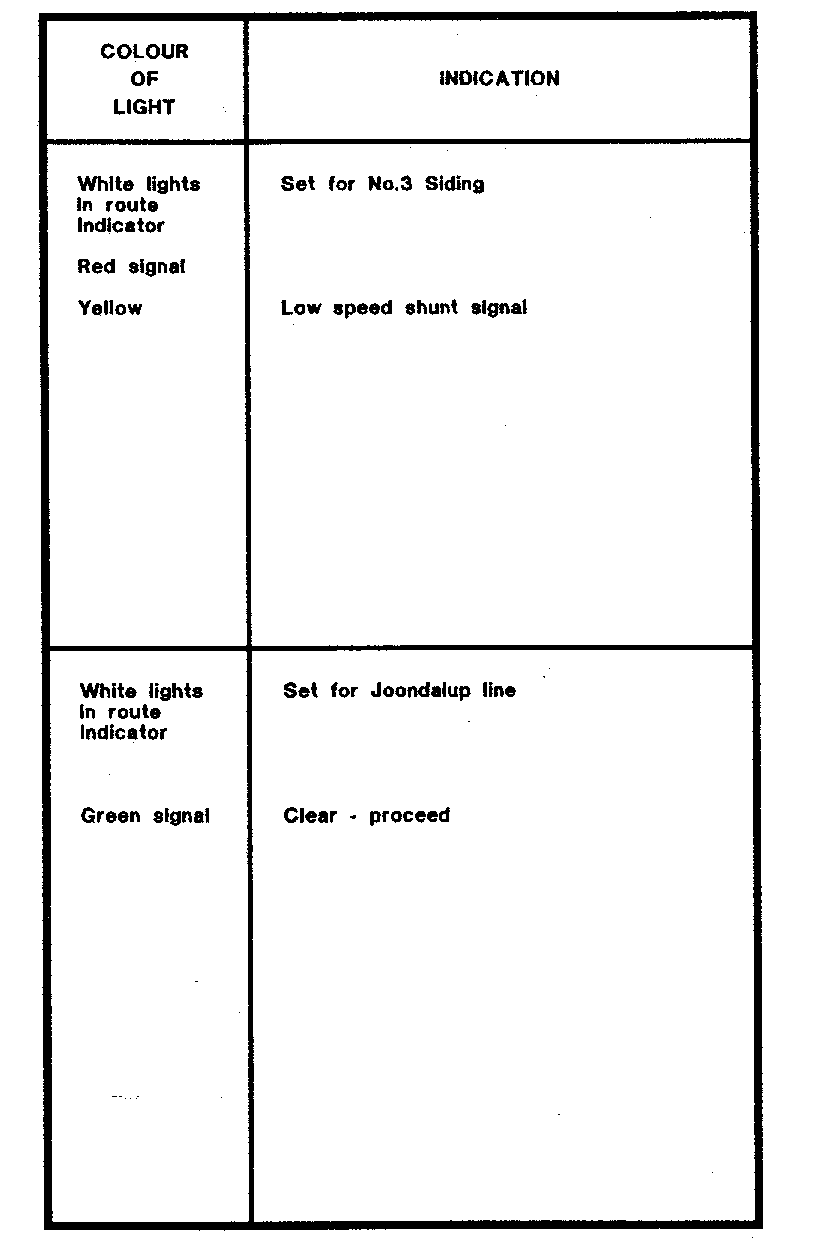 COLOUR
OF
LIGHT
INDICATION
White lights
in route
indicator
Set for No.3 Siding
Red signal
Yellow
Low speed shunt signal
White lights
in route
indicator
Set for Joondalup line
Green signal
Clear - proceed